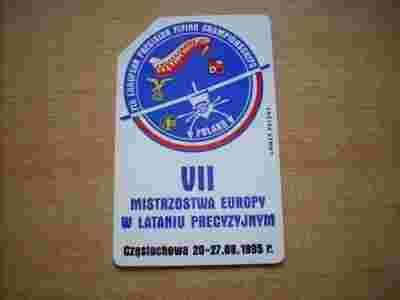 7TH EUROPEAN PRECISION FLYING CHAMPIONSHIPS
POLAND
VII
MISTRZOSTWA EUROPY
W LATANIU PRECYZYJNYM
Częstochowa 20-27.08.1995 r.